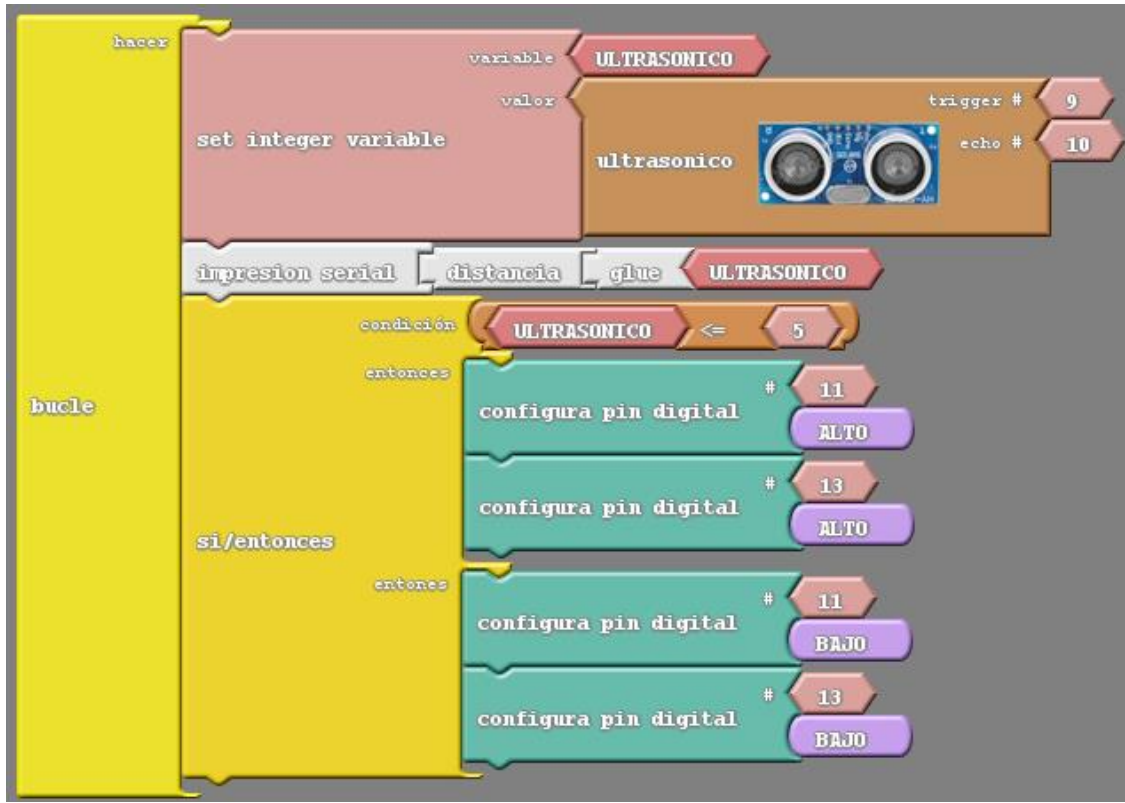 hacer
variable ULTRASONICO
valor
trigger # 9
set integer variable
ultrasonico
echo # 10
impresion serial distancia glue ULTRASONICO
condición ULTRASONICO <= 5
entonces
# 11
configura pin digital
ALTO
bucle
# 13
configura pin digital
ALTO
si/entonces
entones
# 11
configura pin digital
BAJO
# 13
configura pin digital
BAJO